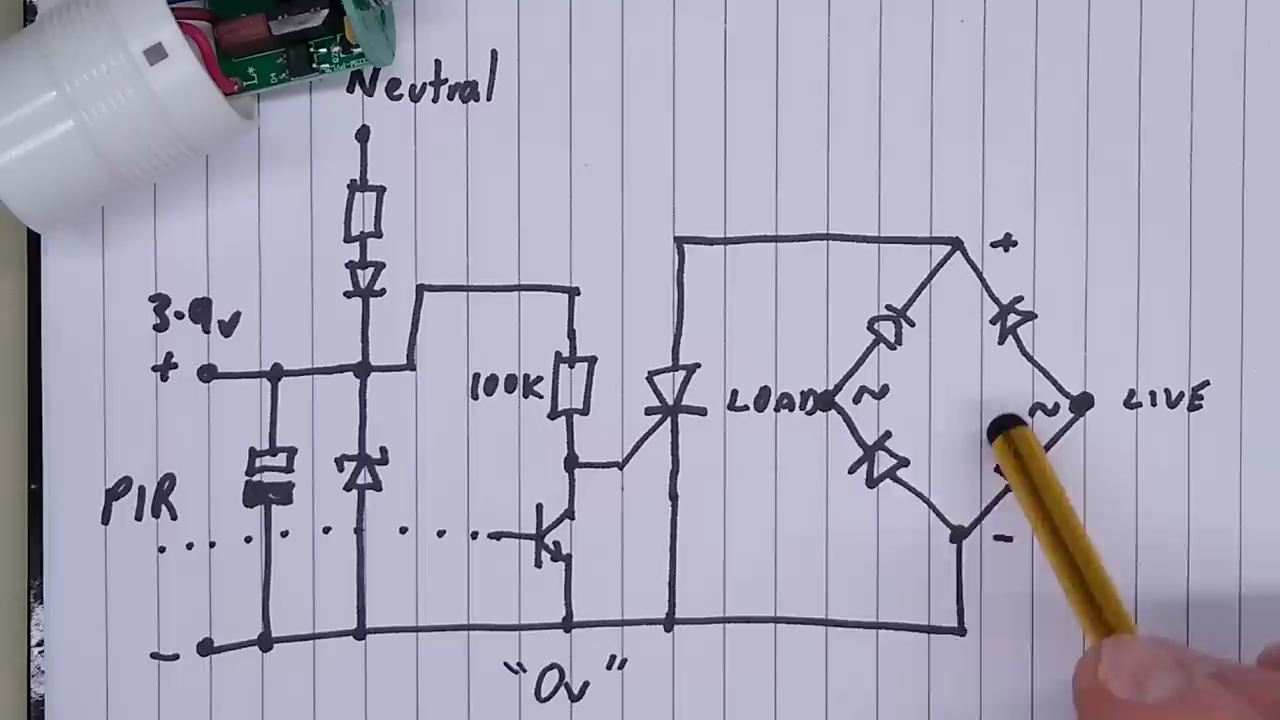 Neutral
3.9v
+
+
100K
LOAD
~
~
LIVE
PIR
-
-
"0v"